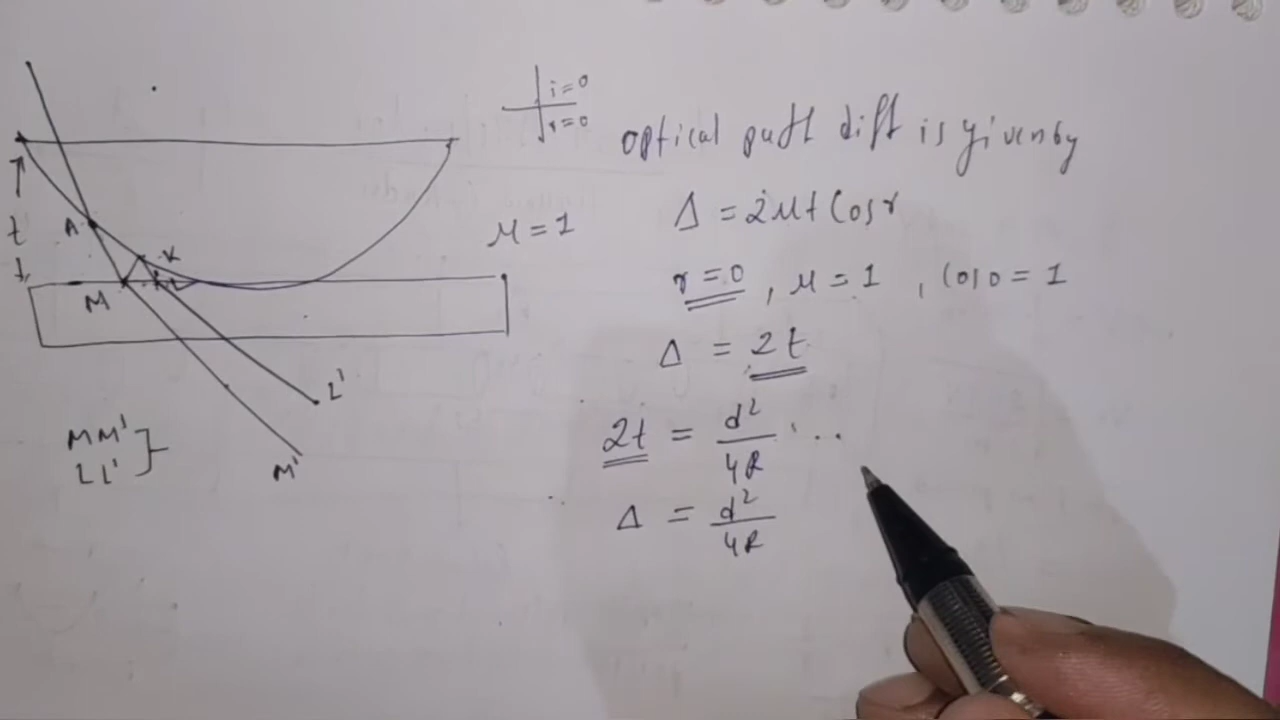 i=0
r=0
t
A
K
L
M
L'
M'
MM'
LL'
μ = 1
optical path diff is given by
Δ = 2μt Cos r
r=0 , μ = 1 , Cos 0 = 1
Δ = 2t
2t = d²/4R ...
Δ = d²/4R